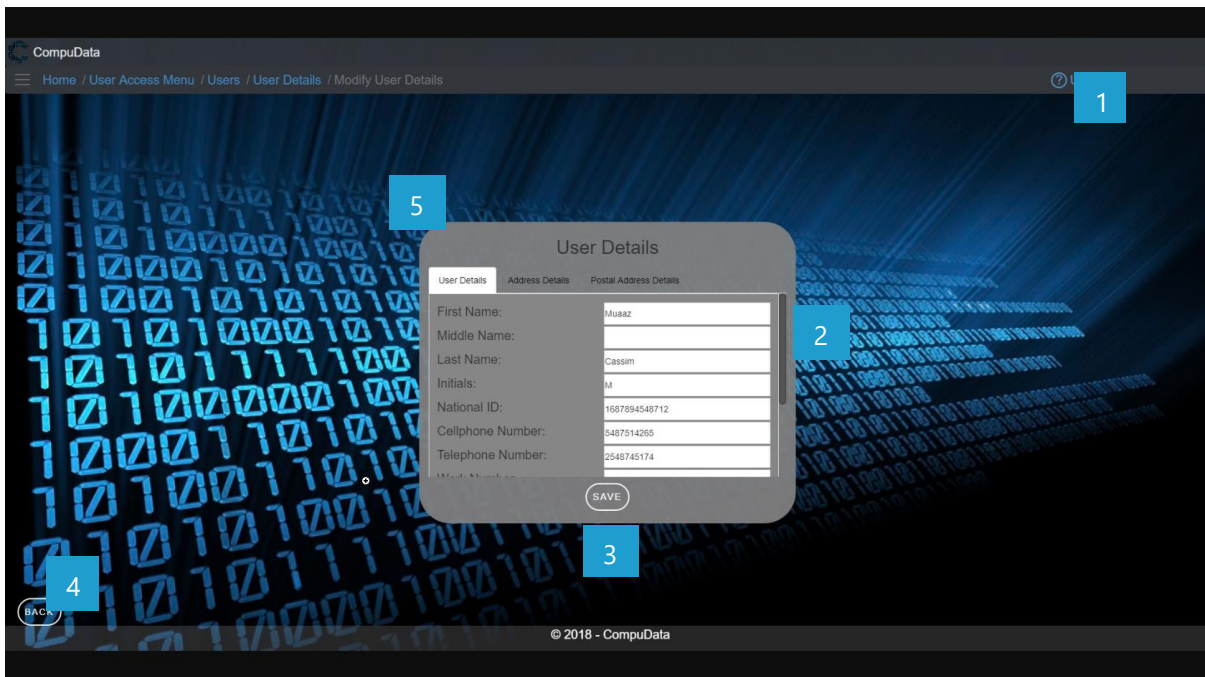 CompuData
Home / User Access Menu / Users / User Details / Modify User Details
1
5
User Details
User Details Address Details Postal Address Details
First Name: Muaaz
Middle Name:
2
Last Name: Cassim
Initials: M
National ID: 1687894548712
Cellphone Number: 5487514265
Telephone Number: 2548745174
SAVE
3
4
BACK
© 2018 - CompuData